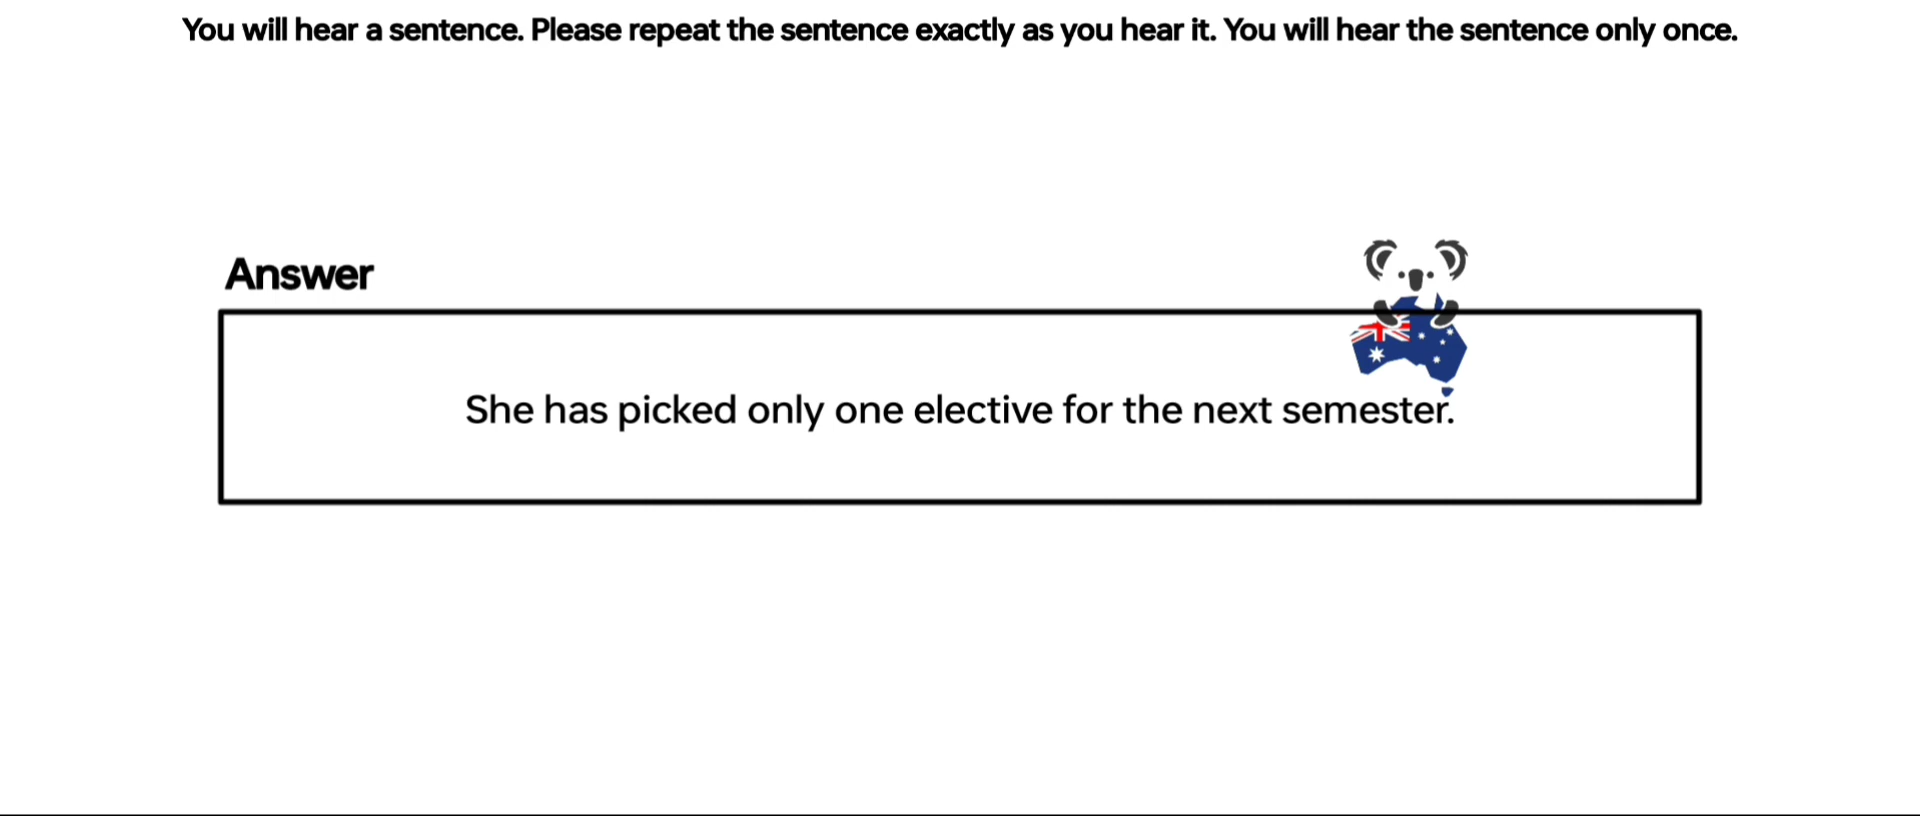 You will hear a sentence. Please repeat the sentence exactly as you hear it. You will hear the sentence only once.
Answer
She has picked only one elective for the next semester.